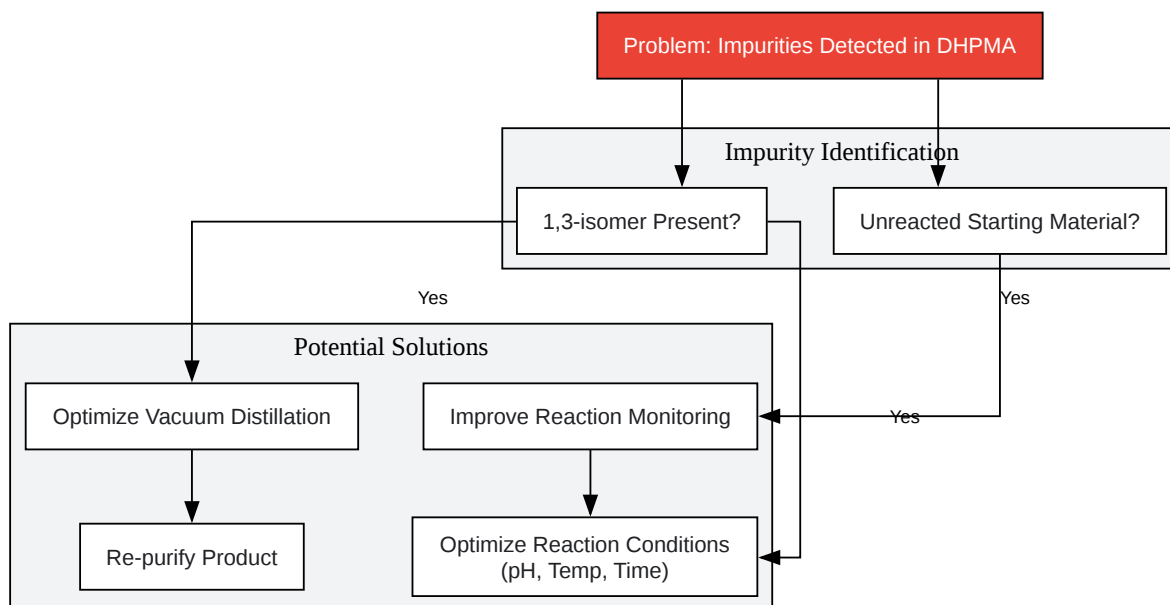 Problem: Impurities Detected in DHPMA
Impurity Identification
1,3-isomer Present?
Unreacted Starting Material?
Yes
Yes
Potential Solutions
Optimize Vacuum Distillation
Improve Reaction Monitoring
Yes
Re-purify Product
Optimize Reaction Conditions
(pH, Temp, Time)